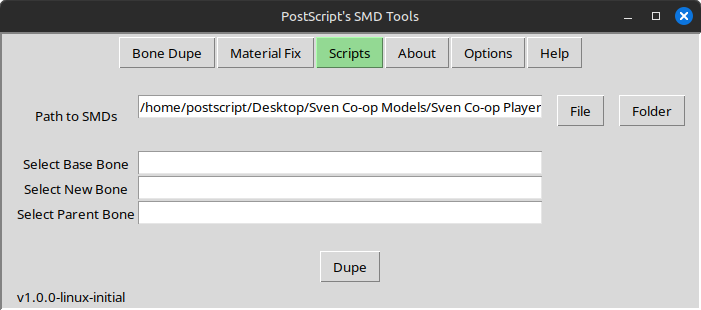 PostScript's SMD Tools
Bone Dupe Material Fix Scripts About Options Help
Path to SMDs /home/postscript/Desktop/Sven Co-op Models/Sven Co-op Player File Folder
Select Base Bone
Select New Bone
Select Parent Bone
Dupe
v1.0.0-linux-initial